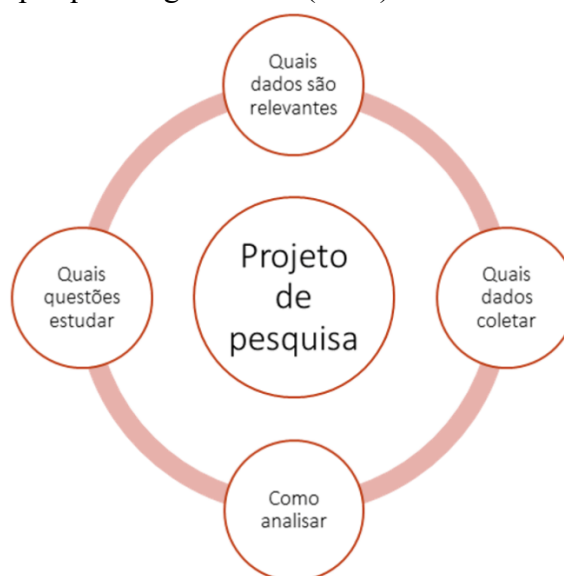 Quais
dados são
relevantes
Quais
questões
estudar
Projeto
de
pesquisa
Quais
dados
coletar
Como
analisar